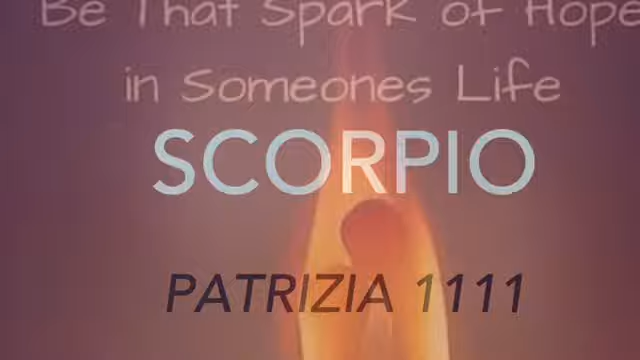 Be That Spark of Hope
in Someones Life
SCORPIO
PATRIZIA 1111